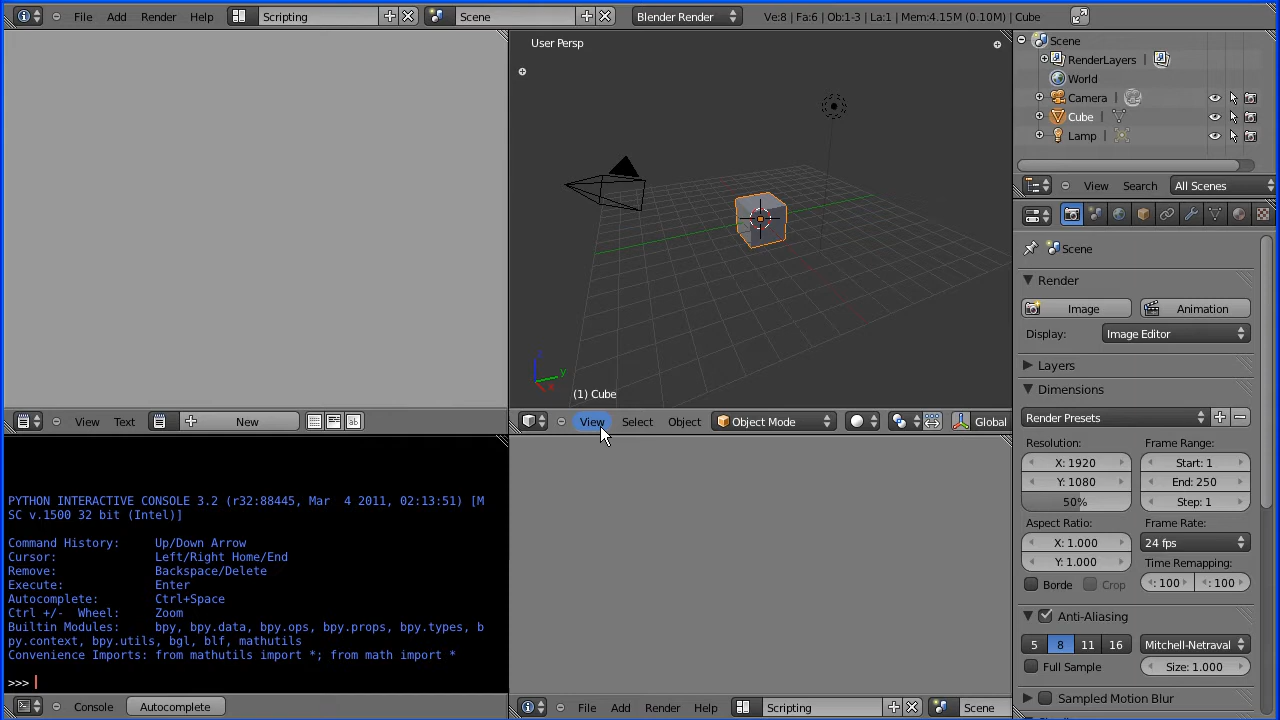 File Add Render Help Scripting Scene Blender Render Ve:8 | Fa:6 | Ob:1-3 | La:1 | Mem:4.15M (0.10M) | Cube
User Persp
(1) Cube
View Text New
View Select Object Object Mode Global
PYTHON INTERACTIVE CONSOLE 3.2 (r32:88445, Mar  4 2011, 02:13:51) [M
SC v.1500 32 bit (Intel)]
Command History:     Up/Down Arrow
Cursor:              Left/Right Home/End
Remove:              Backspace/Delete
Execute:             Enter
Autocomplete:        Ctrl+Space
Ctrl +/-  Wheel:     Zoom
Builtin Modules:     bpy, bpy.data, bpy.ops, bpy.props, bpy.types, b
py.context, bpy.utils, bgl, blf, mathutils
Convenience Imports: from mathutils import *; from math import *
>>>
Console Autocomplete
File Add Render Help Scripting Scene
Scene
RenderLayers |
World
Camera |
Cube |
Lamp |
View Search All Scenes
Scene
Render
Image Animation
Display: Image Editor
Layers
Dimensions
Render Presets
Resolution: Frame Range:
X: 1920 Start: 1
Y: 1080 End: 250
50% Step: 1
Aspect Ratio: Frame Rate:
X: 1.000 24 fps
Y: 1.000 Time Remapping:
Borde Crop : 100 : 100
Anti-Aliasing
5 8 11 16 Mitchell-Netraval
Full Sample Size: 1.000
Sampled Motion Blur